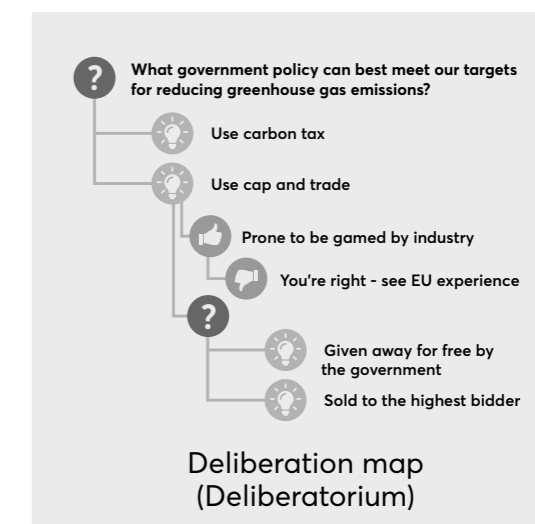 What government policy can best meet our targets
for reducing greenhouse gas emissions?
Use carbon tax
Use cap and trade
Prone to be gamed by industry
You're right - see EU experience
Given away for free by
the government
Sold to the highest bidder
Deliberation map
(Deliberatorium)